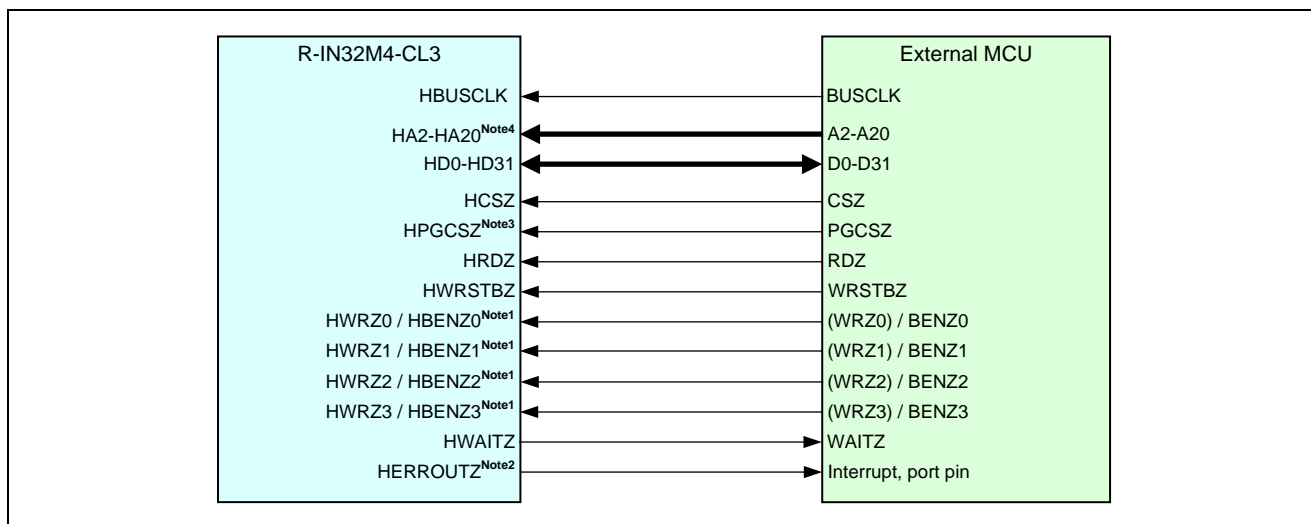 R-IN32M4-CL3 External MCU
HBUSCLK BUSCLK
HA2-HA20Note4 A2-A20
HD0-HD31 D0-D31
HCSZ CSZ
HPGCSZNote3 PGCSZ
HRDZ RDZ
HWRSTBZ WRSTBZ
HWRZ0 / HBENZ0Note1 (WRZ0) / BENZ0
HWRZ1 / HBENZ1Note1 (WRZ1) / BENZ1
HWRZ2 / HBENZ2Note1 (WRZ2) / BENZ2
HWRZ3 / HBENZ3Note1 (WRZ3) / BENZ3
HWAITZ WAITZ
HERROUTZNote2 Interrupt, port pin